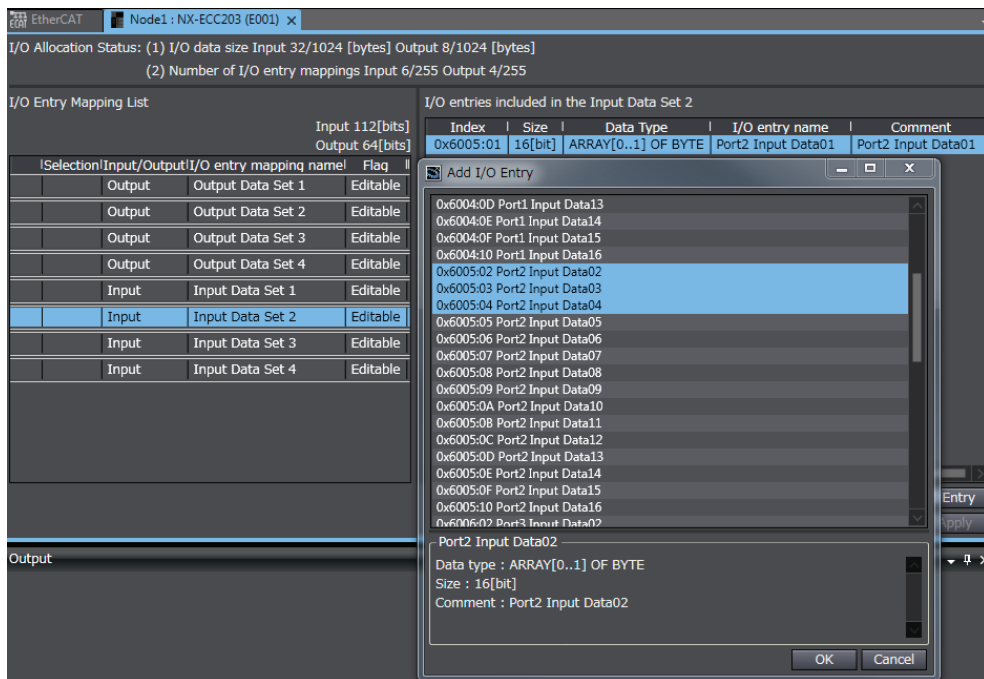 EtherCAT
Node1 : NX-ECC203 (E001)
I/O Allocation Status: (1) I/O data size Input 32/1024 [bytes] Output 8/1024 [bytes]
(2) Number of I/O entry mappings Input 6/255 Output 4/255
I/O Entry Mapping List
Input 112[bits]
Output 64[bits]
Selection Input/Output I/O entry mapping name Flag
Output Output Data Set 1 Editable
Output Output Data Set 2 Editable
Output Output Data Set 3 Editable
Output Output Data Set 4 Editable
Input Input Data Set 1 Editable
Input Input Data Set 2 Editable
Input Input Data Set 3 Editable
Input Input Data Set 4 Editable
I/O entries included in the Input Data Set 2
Index Size Data Type I/O entry name Comment
0x6005:01 16[bit] ARRAY[0..1] OF BYTE Port2 Input Data01 Port2 Input Data01
Add I/O Entry
0x6004:0D Port1 Input Data13
0x6004:0E Port1 Input Data14
0x6004:0F Port1 Input Data15
0x6004:10 Port1 Input Data16
0x6005:02 Port2 Input Data02
0x6005:03 Port2 Input Data03
0x6005:04 Port2 Input Data04
0x6005:05 Port2 Input Data05
0x6005:06 Port2 Input Data06
0x6005:07 Port2 Input Data07
0x6005:08 Port2 Input Data08
0x6005:09 Port2 Input Data09
0x6005:0A Port2 Input Data10
0x6005:0B Port2 Input Data11
0x6005:0C Port2 Input Data12
0x6005:0D Port2 Input Data13
0x6005:0E Port2 Input Data14
0x6005:0F Port2 Input Data15
0x6005:10 Port2 Input Data16
0x6006:02 Port3 Input Data02
Port2 Input Data02
Data type : ARRAY[0..1] OF BYTE
Size : 16[bit]
Comment : Port2 Input Data02
OK Cancel
Entry
Apply
Output